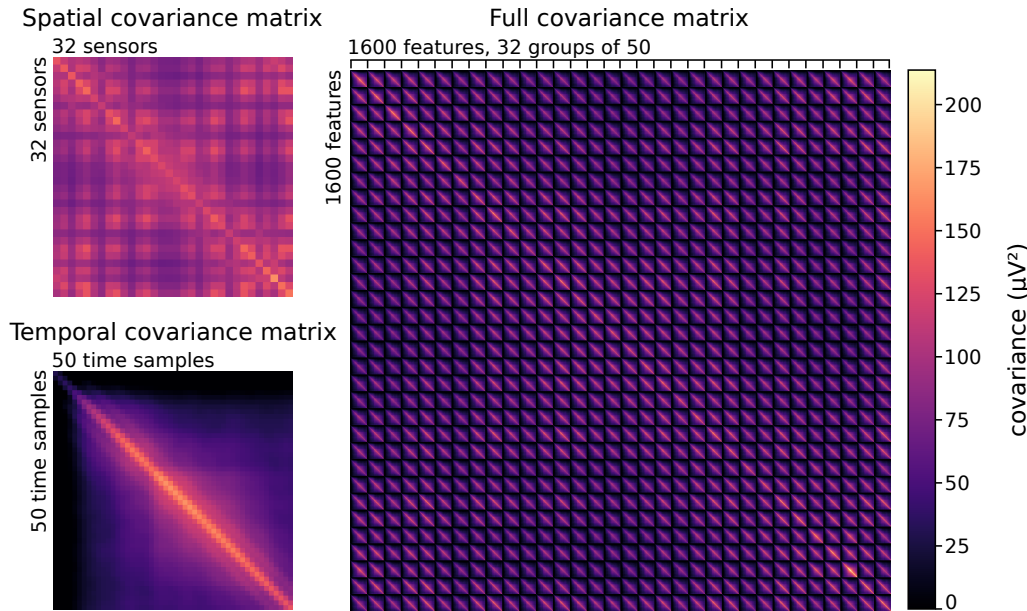 Spatial covariance matrix
32 sensors
32 sensors
Full covariance matrix
1600 features, 32 groups of 50
1600 features
Temporal covariance matrix
50 time samples
50 time samples
200
175
150
125
100
75
50
25
0
covariance (µV²)